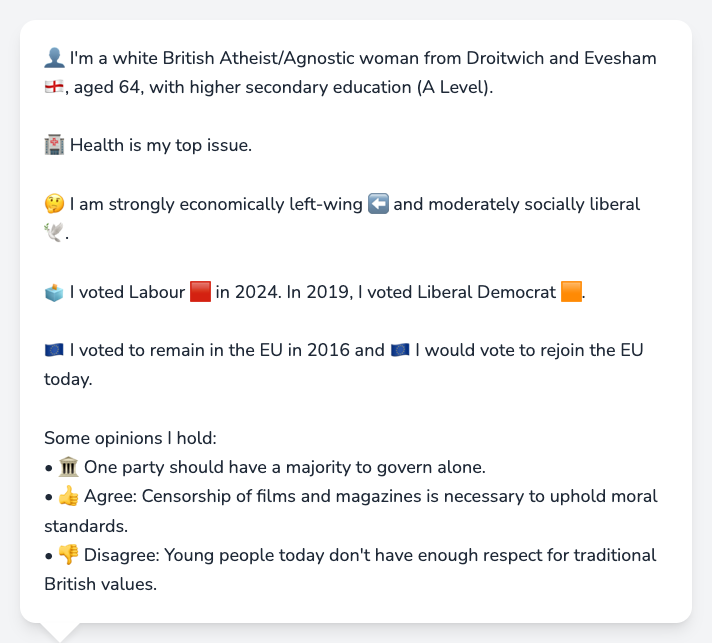 👤 I'm a white British Atheist/Agnostic woman from Droitwich and Evesham
🏴󠁧󠁢󠁥󠁮󠁧󠁿, aged 64, with higher secondary education (A Level).
🏥 Health is my top issue.
🤔 I am strongly economically left-wing ⬅️ and moderately socially liberal
🕊️.
🗳️ I voted Labour 🟥 in 2024. In 2019, I voted Liberal Democrat 🟧.
🇪🇺 I voted to remain in the EU in 2016 and 🇪🇺 I would vote to rejoin the EU
today.
Some opinions I hold:
• 🏛️ One party should have a majority to govern alone.
• 👍 Agree: Censorship of films and magazines is necessary to uphold moral
standards.
• 👎 Disagree: Young people today don't have enough respect for traditional
British values.